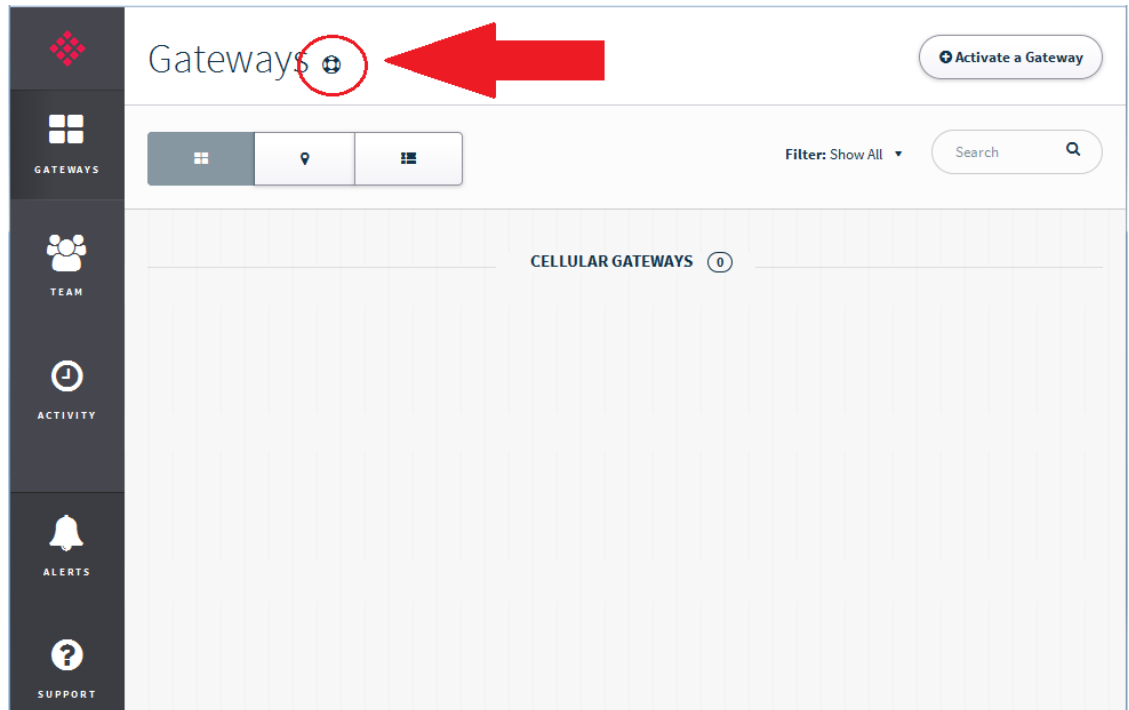 Gateways
Activate a Gateway
GATEWAYS
Filter: Show All
Search
CELLULAR GATEWAYS 0
TEAM
ACTIVITY
ALERTS
SUPPORT